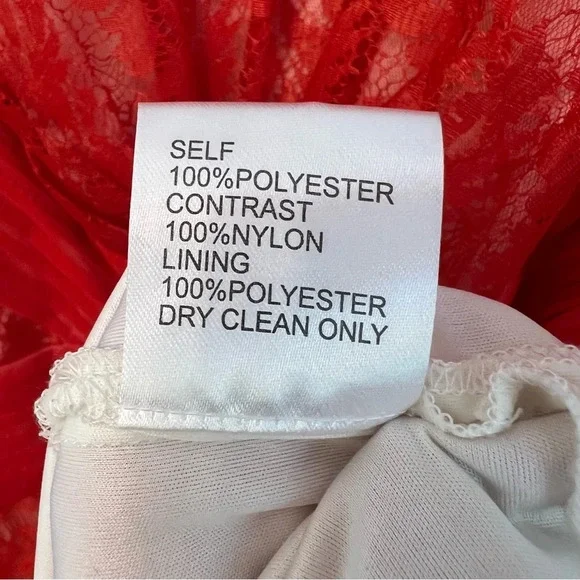 SELF
100%POLYESTER
CONTRAST
100%NYLON
LINING
100%POLYESTER
DRY CLEAN ONLY